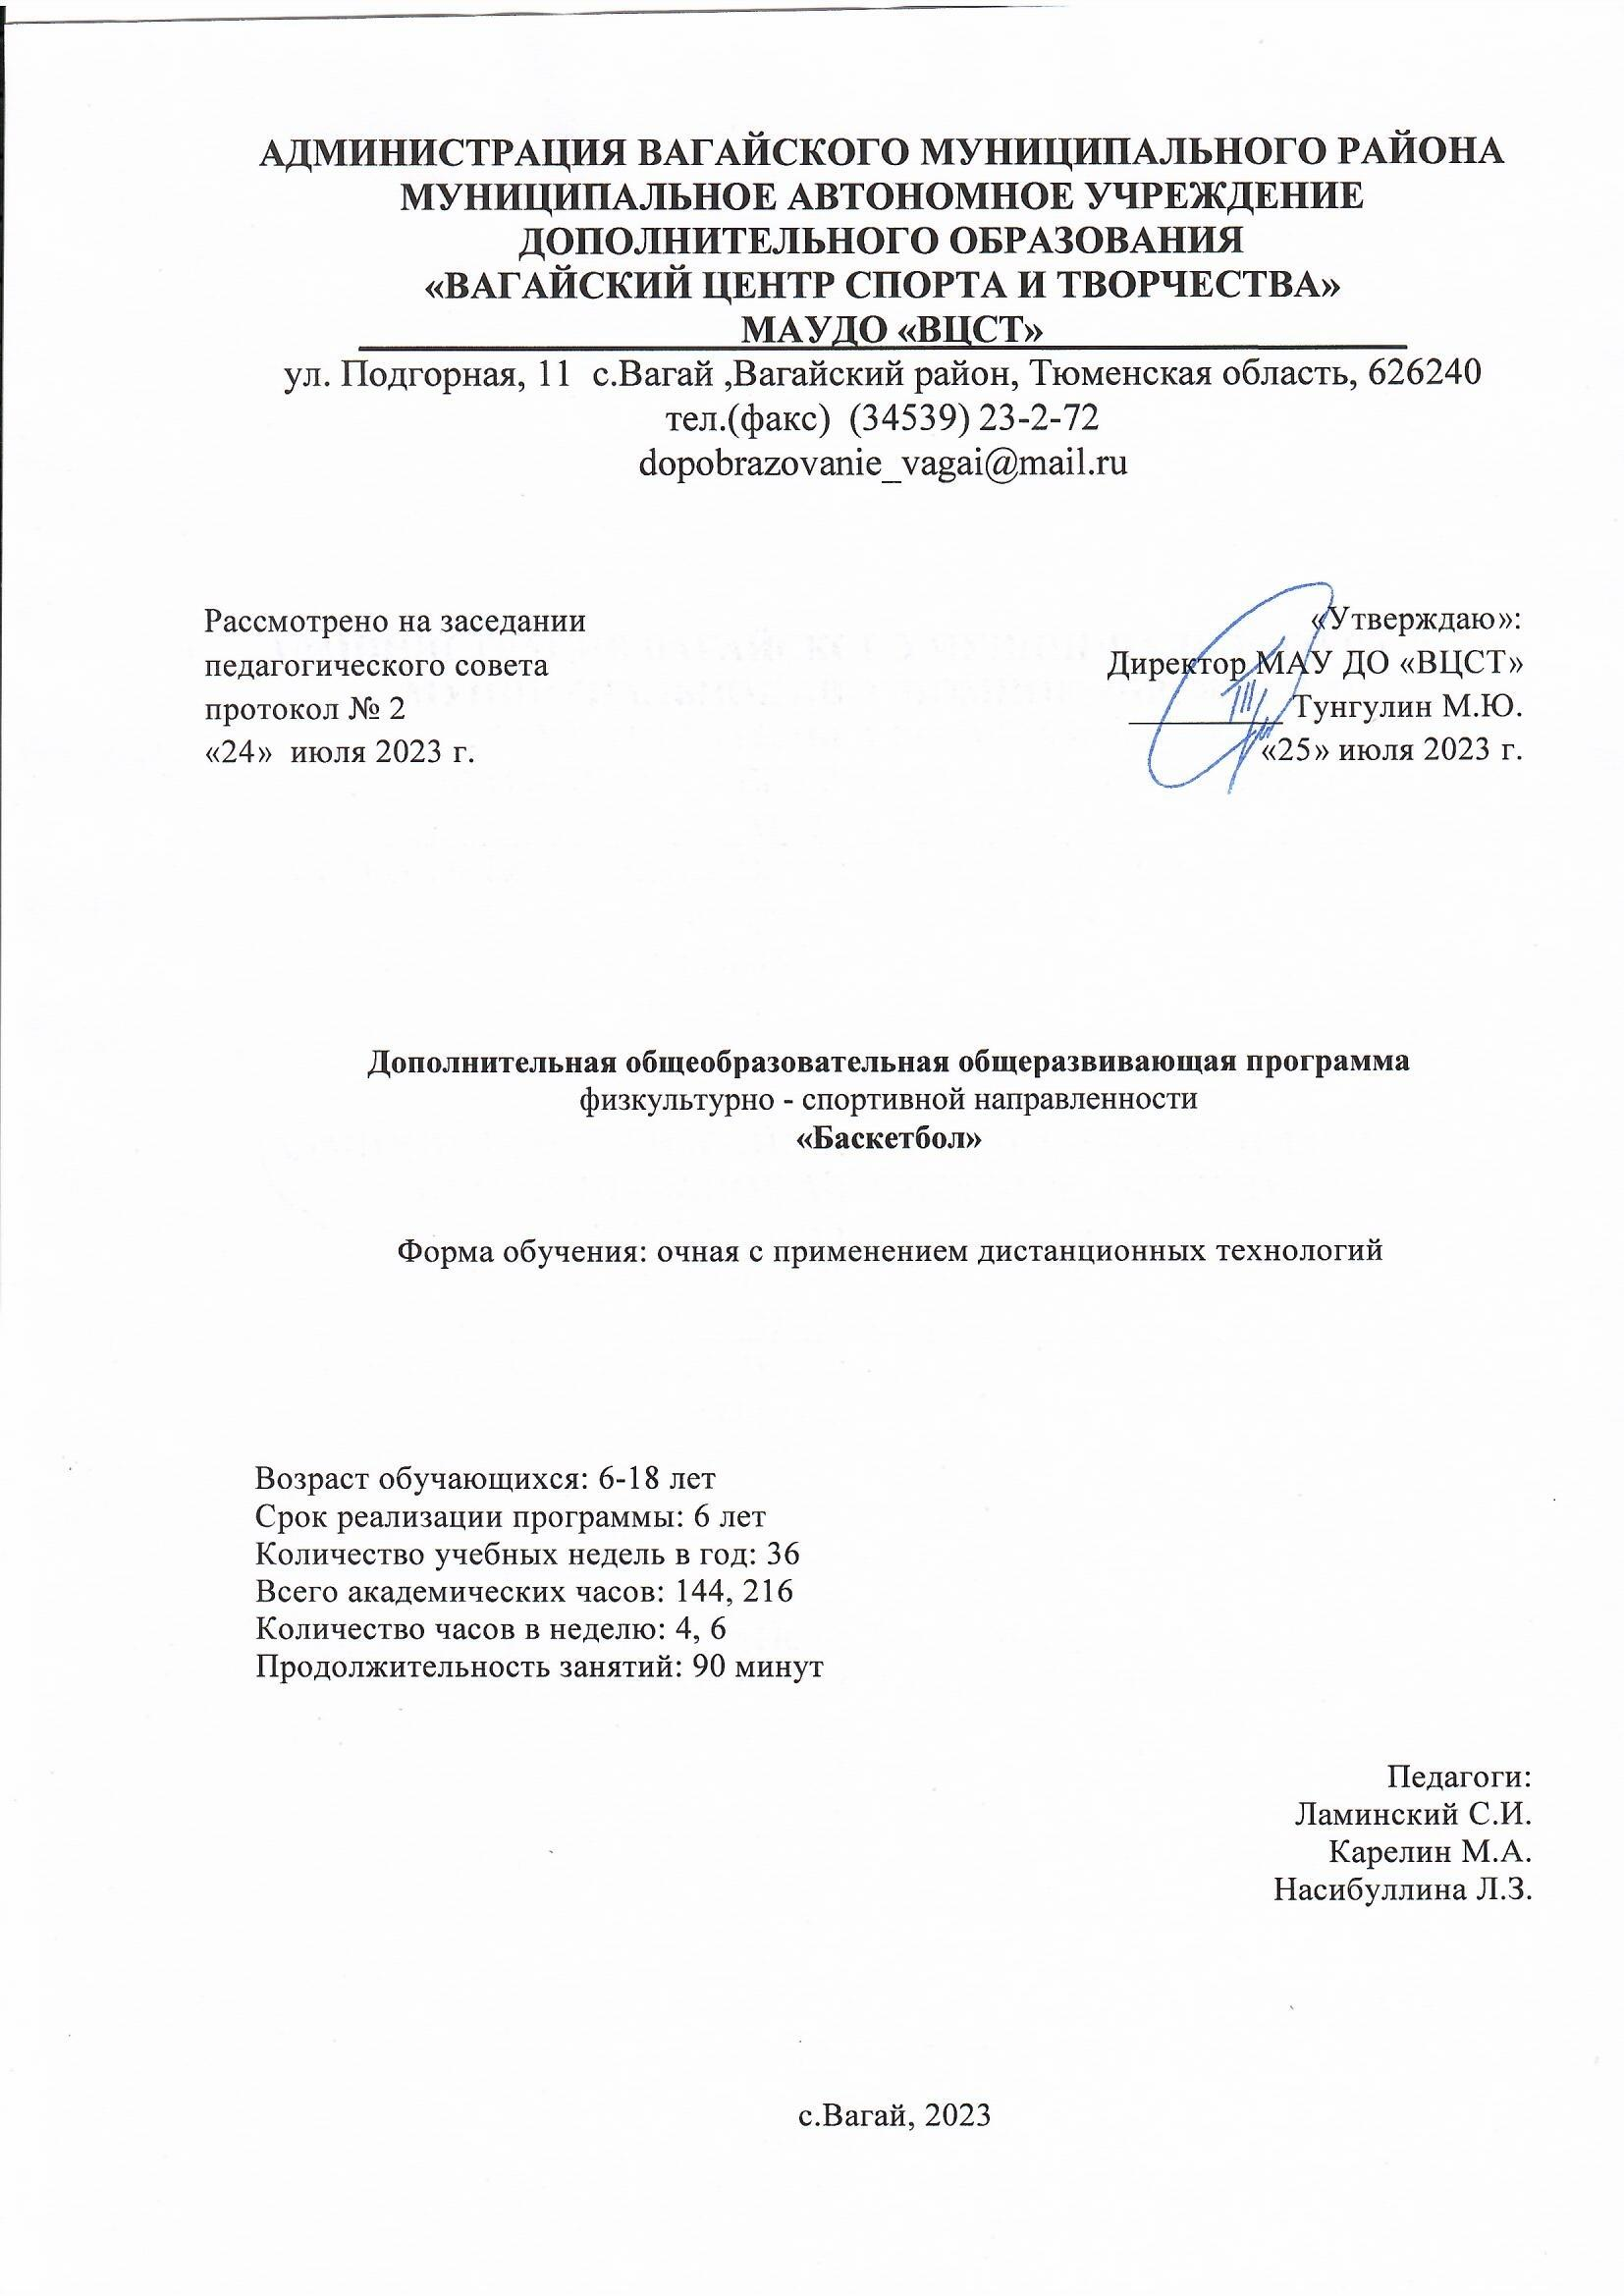 АДМИНИСТРАЦИЯ ВАГАЙСКОГО МУНИЦИПАЛЬНОГО РАЙОНА
МУНИЦИПАЛЬНОЕ АВТОНОМНОЕ УЧРЕЖДЕНИЕ
ДОПОЛНИТЕЛЬНОГО ОБРАЗОВАНИЯ
«ВАГАЙСКИЙ ЦЕНТР СПОРТА И ТВОРЧЕСТВА»
МАУДО «ВЦСТ»
ул. Подгорная, 11 с.Вагай ,Вагайский район, Тюменская область, 626240
тел.(факс) (34539) 23-2-72
dopobrazovanie_vagai@mail.ru
Рассмотрено на заседании
педагогического совета
протокол № 2
«24» июля 2023 г.
«Утверждаю»:
Директор МАУ ДО «ВЦСТ»
_________ Тунгулин М.Ю.
«25» июля 2023 г.
Дополнительная общеобразовательная общеразвивающая программа
физкультурно - спортивной направленности
«Баскетбол»
Форма обучения: очная с применением дистанционных технологий
Возраст обучающихся: 6-18 лет
Срок реализации программы: 6 лет
Количество учебных недель в год: 36
Всего академических часов: 144, 216
Количество часов в неделю: 4, 6
Продолжительность занятий: 90 минут
Педагоги:
Ламинский С.И.
Карелин М.А.
Насибуллина Л.З.
с.Вагай, 2023